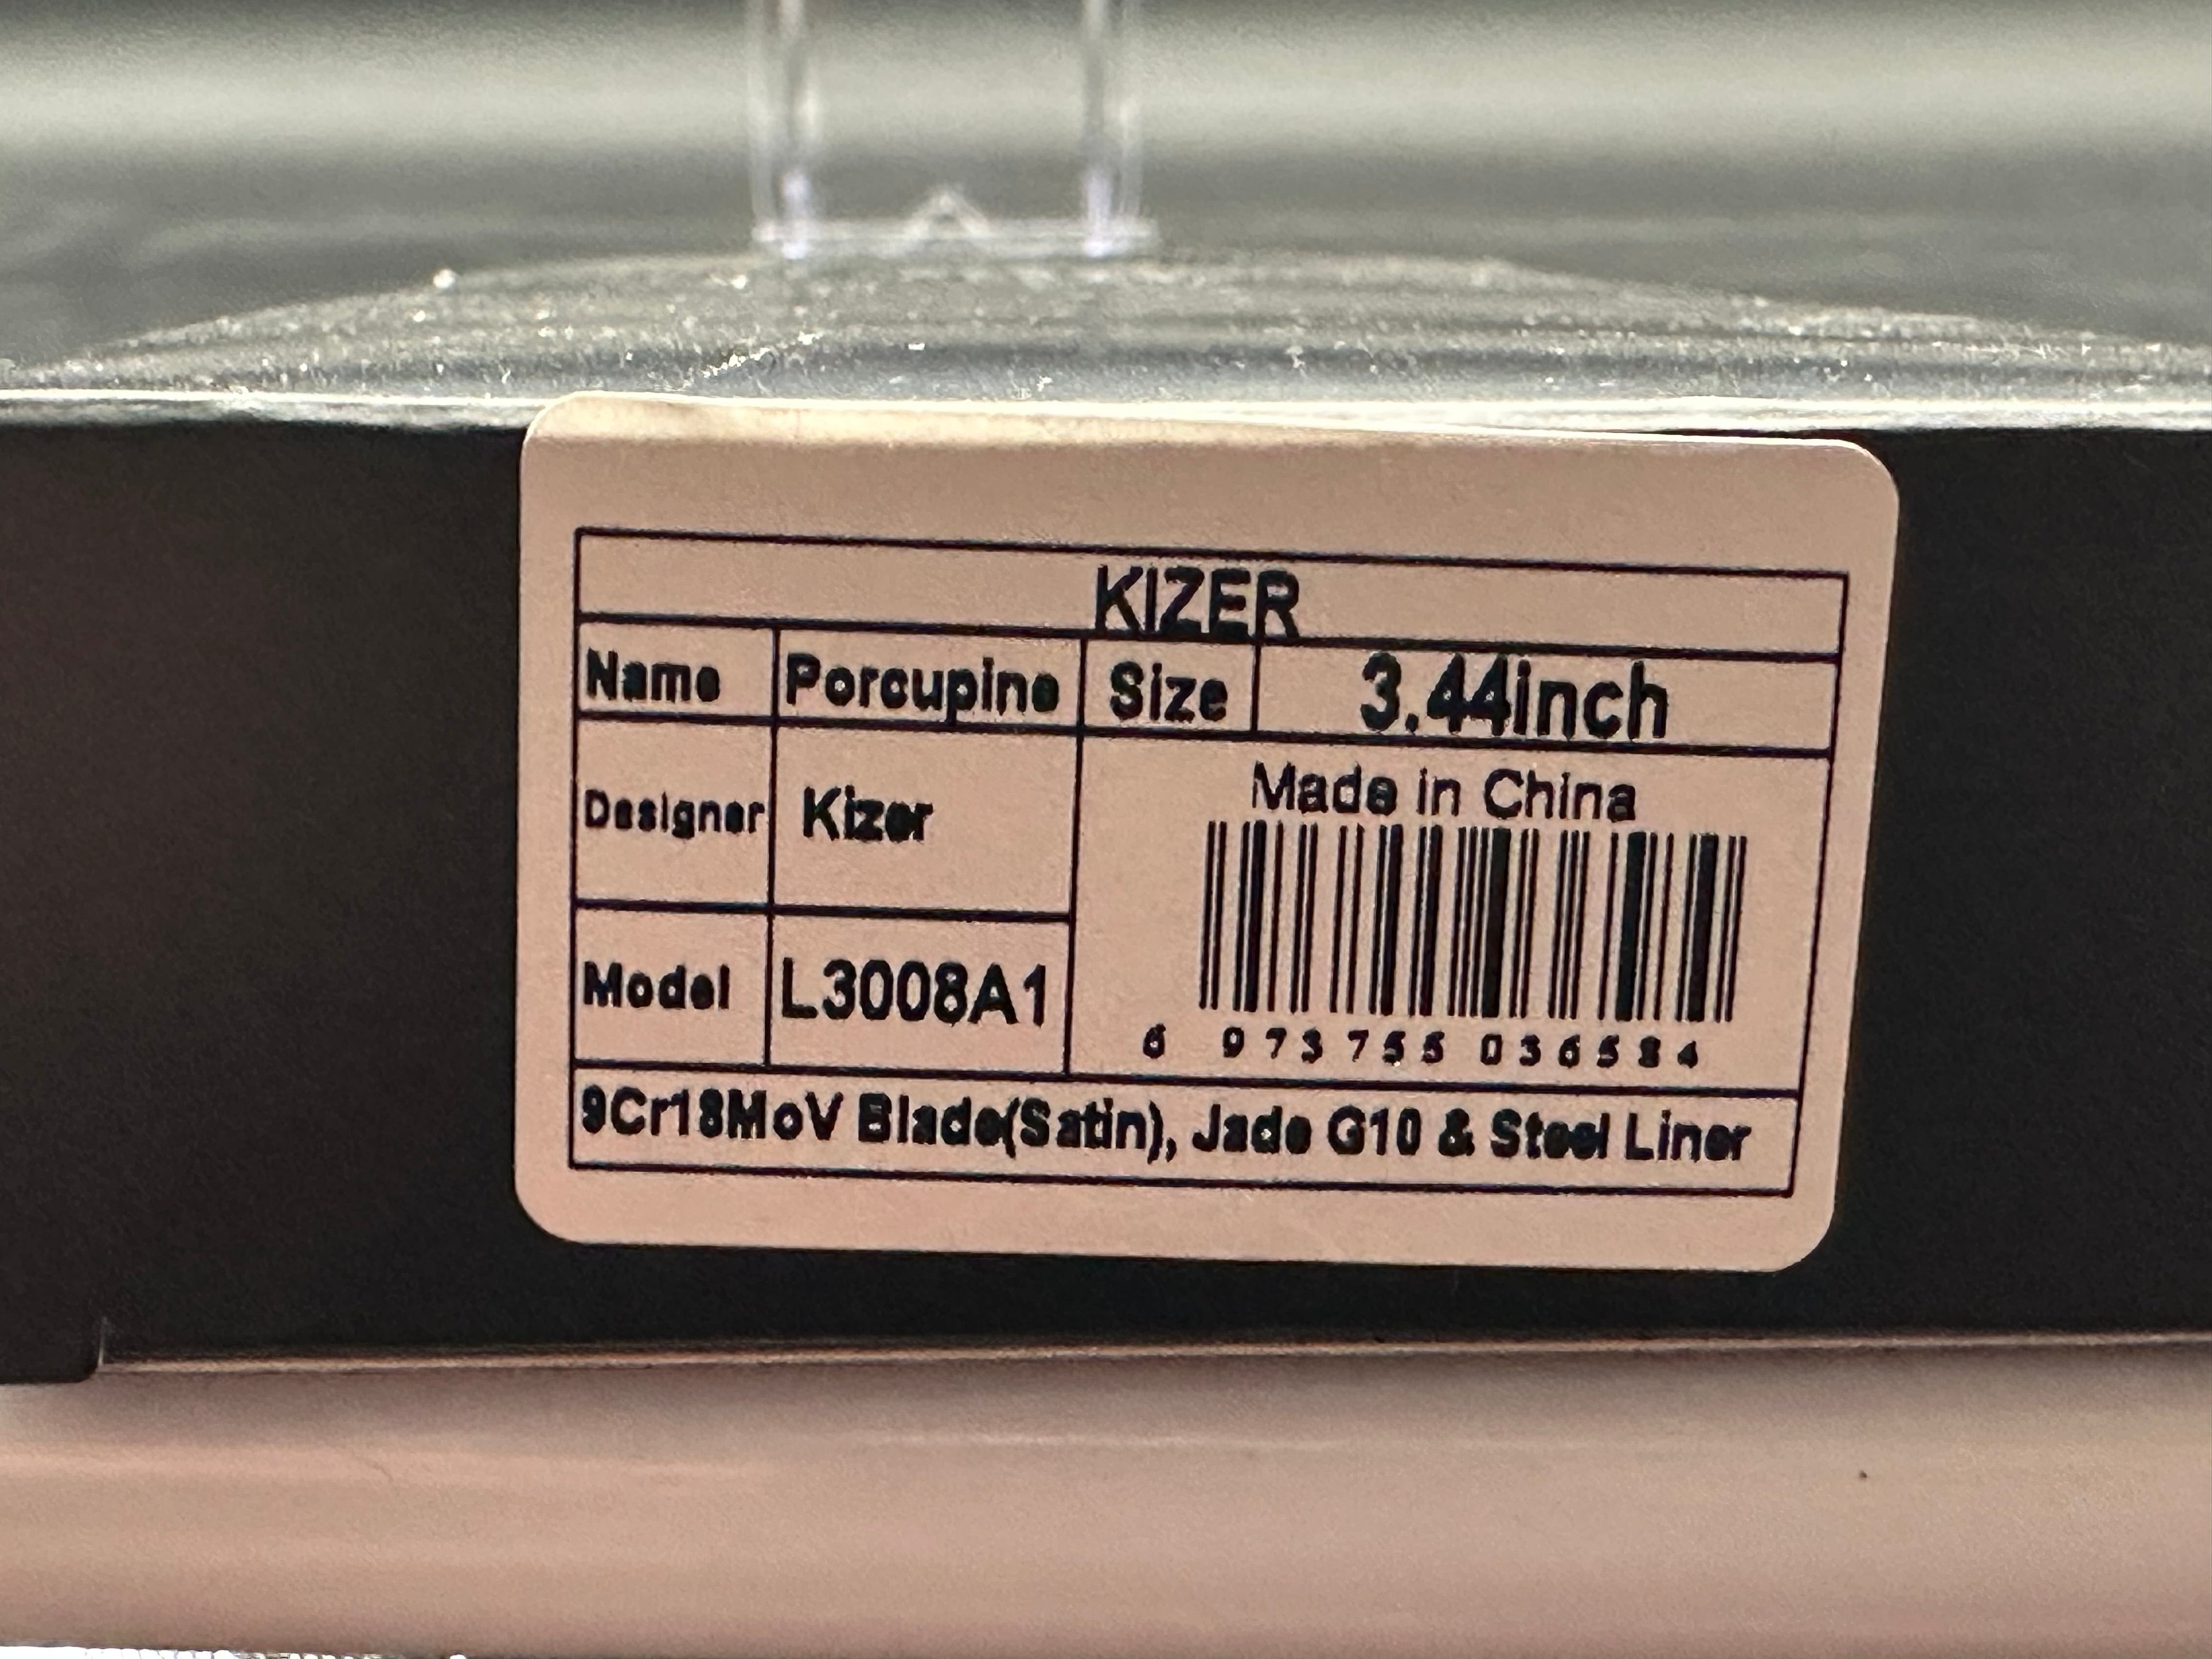 KIZER
Name Porcupine Size 3.44inch
Designer Kizer
Made in China
Model L3008A1
6 973755 036584
9Cr18MoV Blade(Satin), Jade G10 & Steel Liner